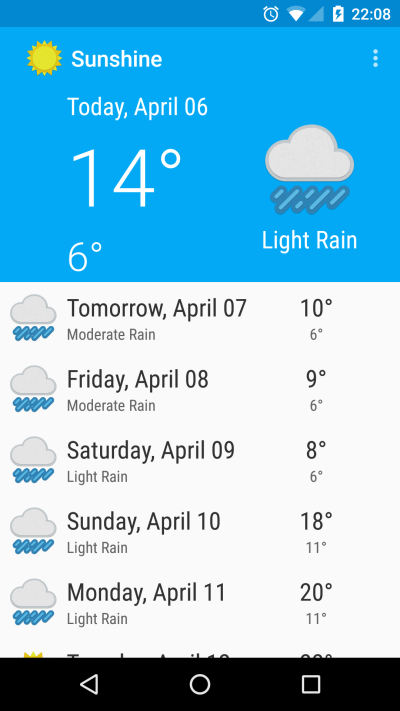 22:08
Sunshine
Today, April 06
14°
6°
Light Rain
Tomorrow, April 07 10°
Moderate Rain 6°
Friday, April 08 9°
Moderate Rain 6°
Saturday, April 09 8°
Light Rain 6°
Sunday, April 10 18°
Light Rain 11°
Monday, April 11 20°
Light Rain 11°